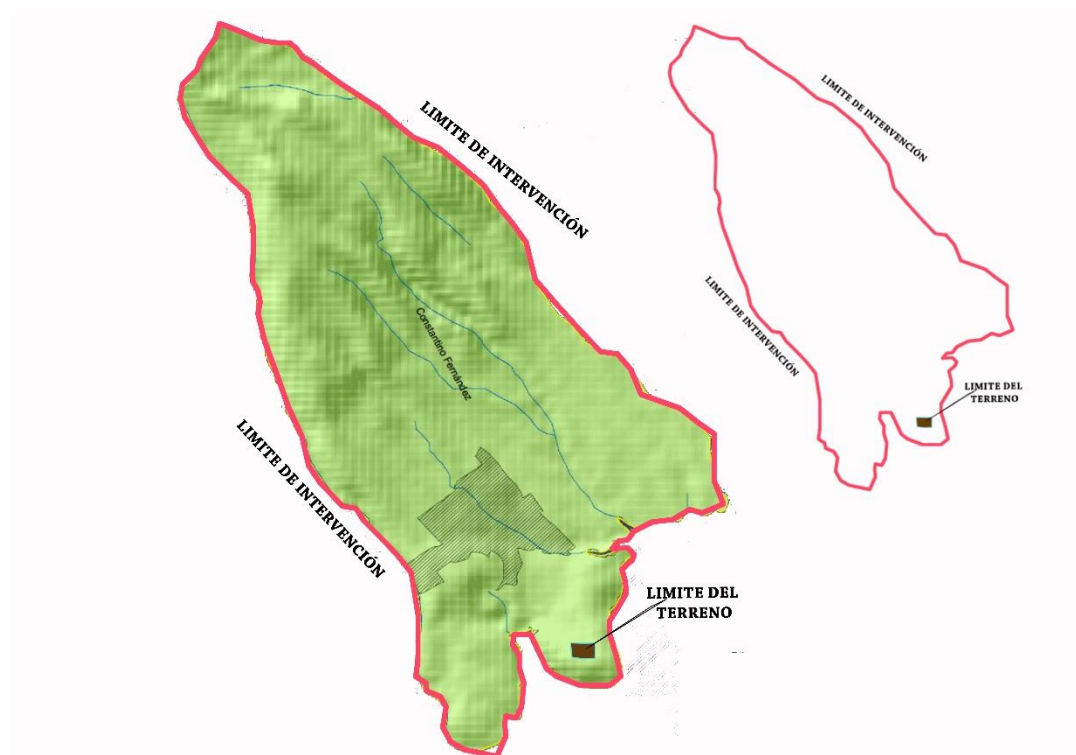 LIMITE DE INTERVENCIÓN
Constantino Fernández
LIMITE DE INTERVENCIÓN
LIMITE DEL
TERRENO
LIMITE DE INTERVENCIÓN
LIMITE DE INTERVENCIÓN
LIMITE DEL
TERRENO